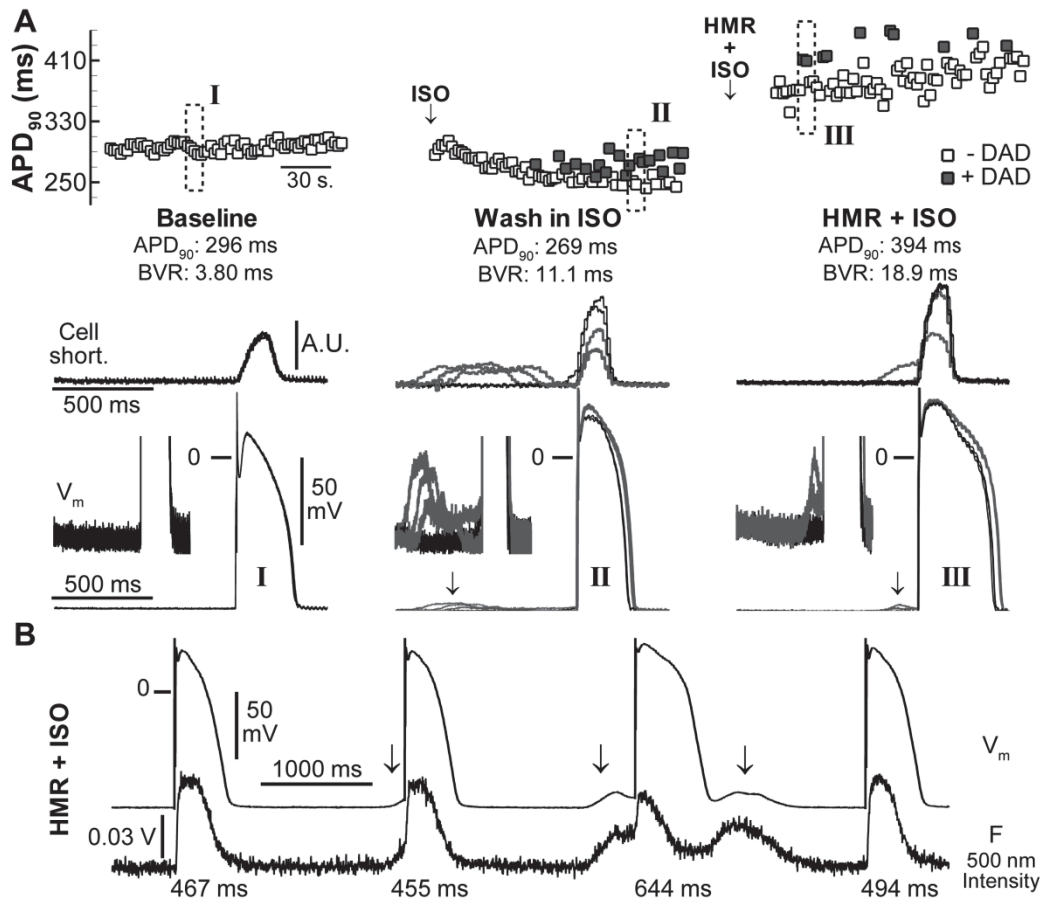 A
APD90 (ms)
410
330
250
I
30 s.
ISO
II
HMR
+
ISO
III
- DAD
+ DAD
Baseline
APD90: 296 ms
BVR: 3.80 ms
Wash in ISO
APD90: 269 ms
BVR: 11.1 ms
HMR + ISO
APD90: 394 ms
BVR: 18.9 ms
Cell
short.
A.U.
500 ms
0
50
mV
Vm
500 ms
I
0
II
0
III
B
HMR + ISO
0
50
mV
1000 ms
Vm
0.03 V
F
500 nm
Intensity
467 ms
455 ms
644 ms
494 ms